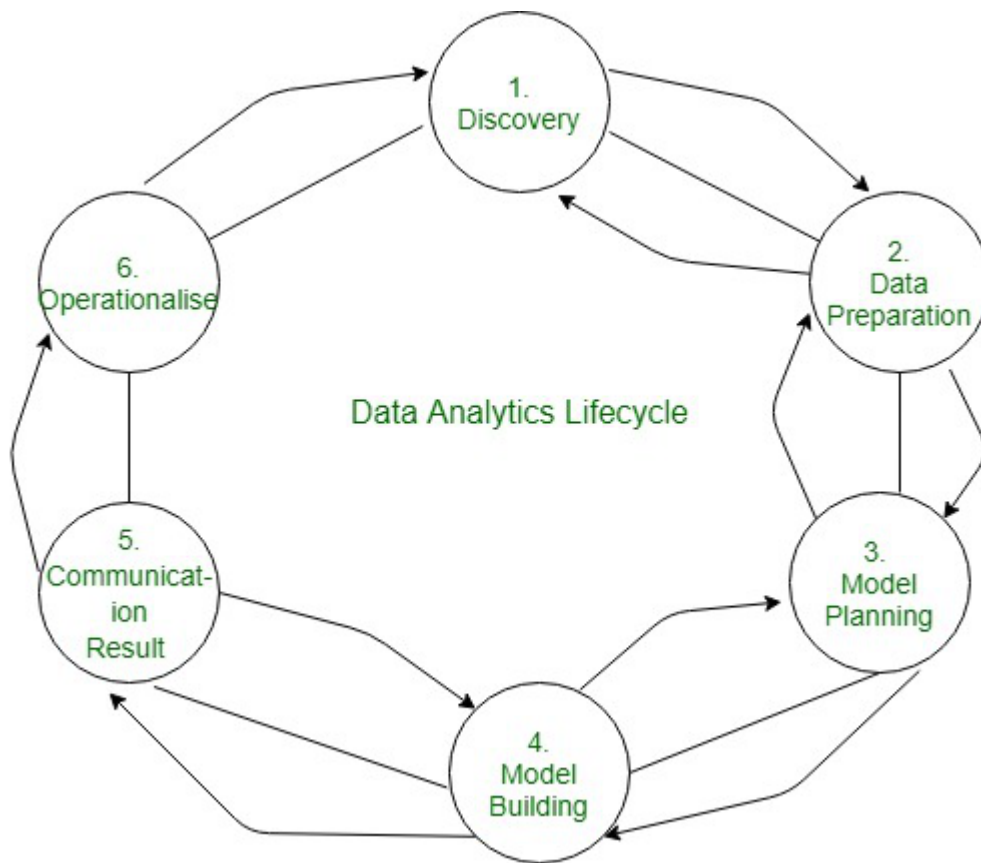 1.
Discovery
2.
Data
Preparation
3.
Model
Planning
4.
Model
Building
5.
Communicat-
ion
Result
6.
Operationalise
Data Analytics Lifecycle